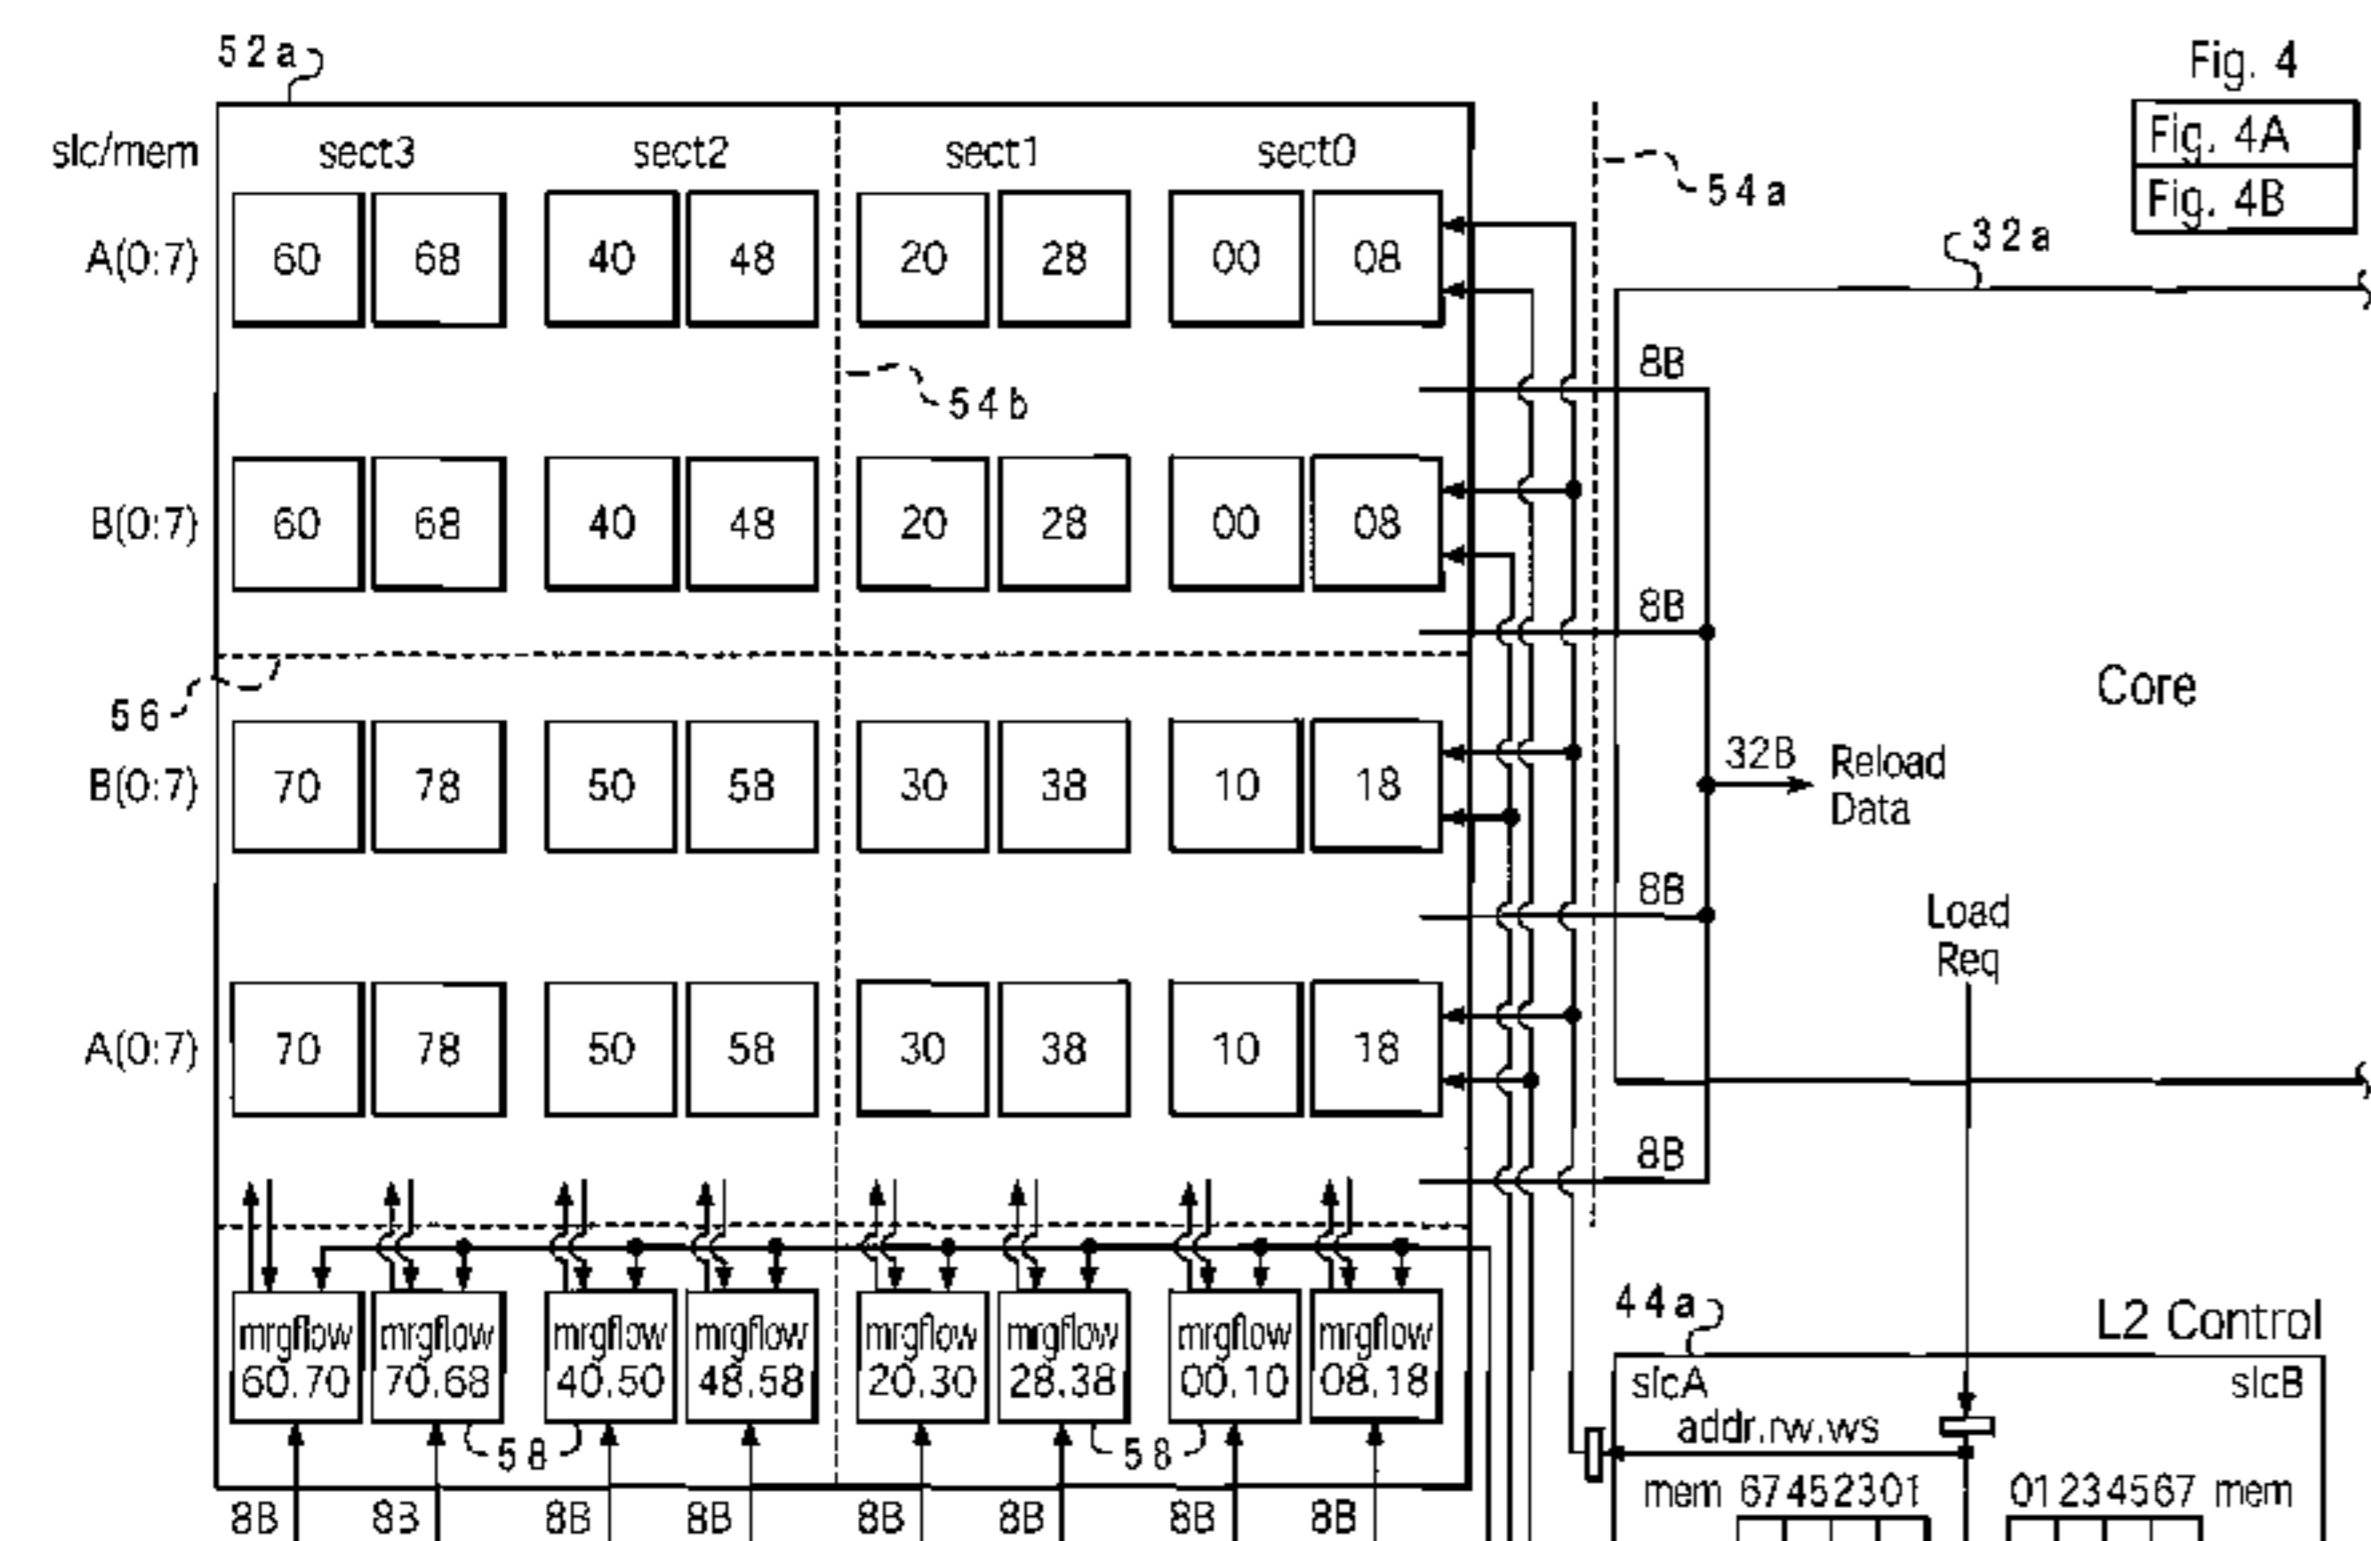 52a
Fig. 4
Fig. 4A
Fig. 4B
slc/mem sect3 sect2 sect1 sect0
54a
32a
A(0:7) 60 68 40 48 20 28 00 08
8B
54b
B(0:7) 60 68 40 48 20 28 00 08
8B
56
Core
B(0:7) 70 78 50 58 30 38 10 18
32B Reload
Data
8B
Load
Req
A(0:7) 70 78 50 58 30 38 10 18
8B
44a
L2 Control
mrgflow mrgflow mrgflow mrgflow mrgflow mrgflow mrgflow mrgflow
60.70 70.68 40.50 48.58 20.30 28.38 00.10 08.18
slcA slcB
addr.rw.ws
58 58
mem 67452301 01234567 mem
8B 8B 8B 8B 8B 8B 8B 8B